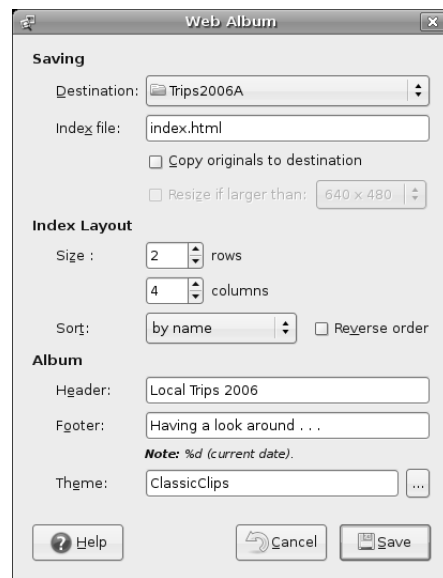 Web Album
Saving
Destination: Trips2006A
Index file: index.html
Copy originals to destination
Resize if larger than: 640 x 480
Index Layout
Size : 2 rows
4 columns
Sort: by name Reverse order
Album
Header: Local Trips 2006
Footer: Having a look around . . .
Note: %d (current date).
Theme: ClassicClips ...
Help Cancel Save